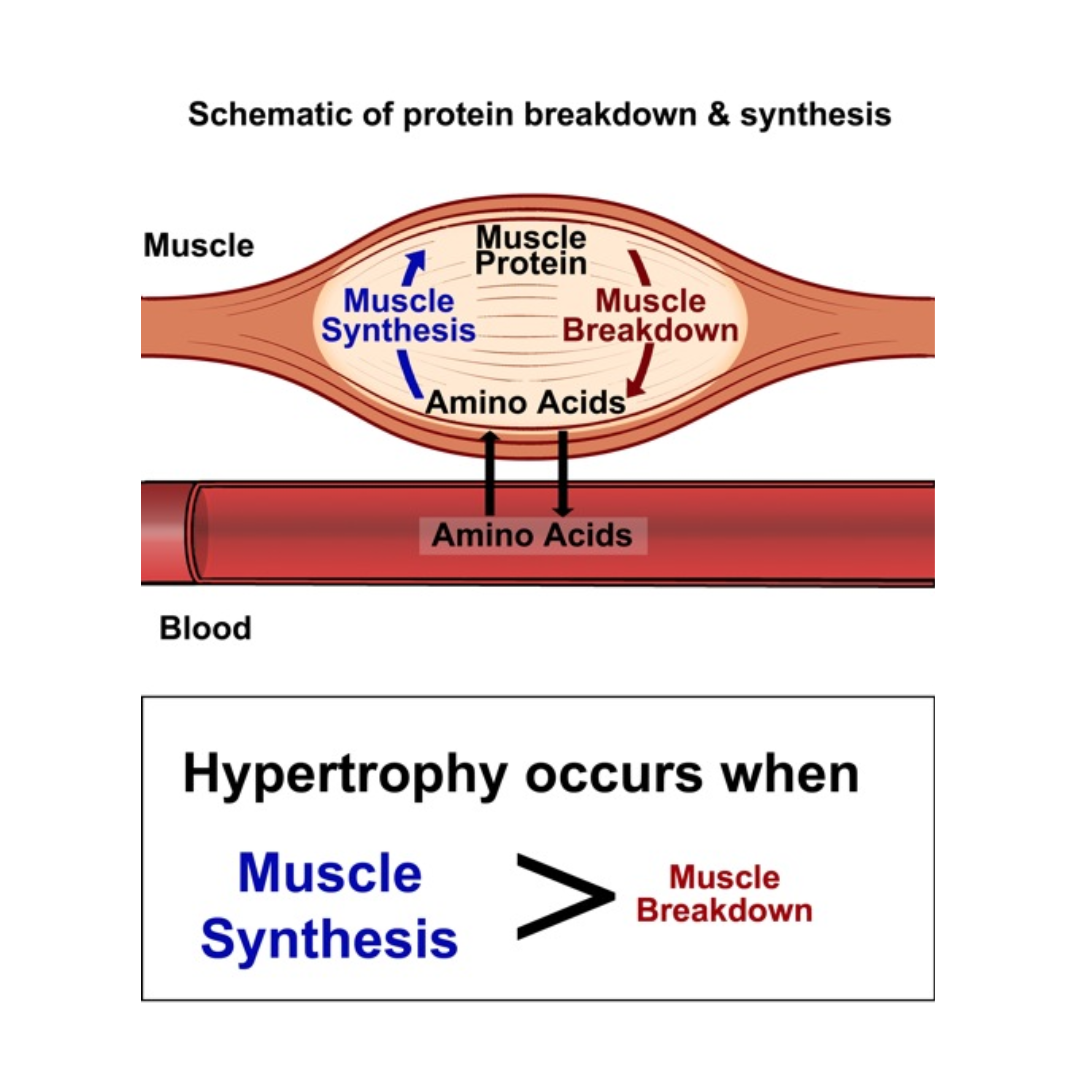 Schematic of protein breakdown & synthesis
Muscle
Muscle
Protein
Muscle
Synthesis
Muscle
Breakdown
Amino Acids
Amino Acids
Blood
Hypertrophy occurs when
Muscle
Synthesis
>
Muscle
Breakdown